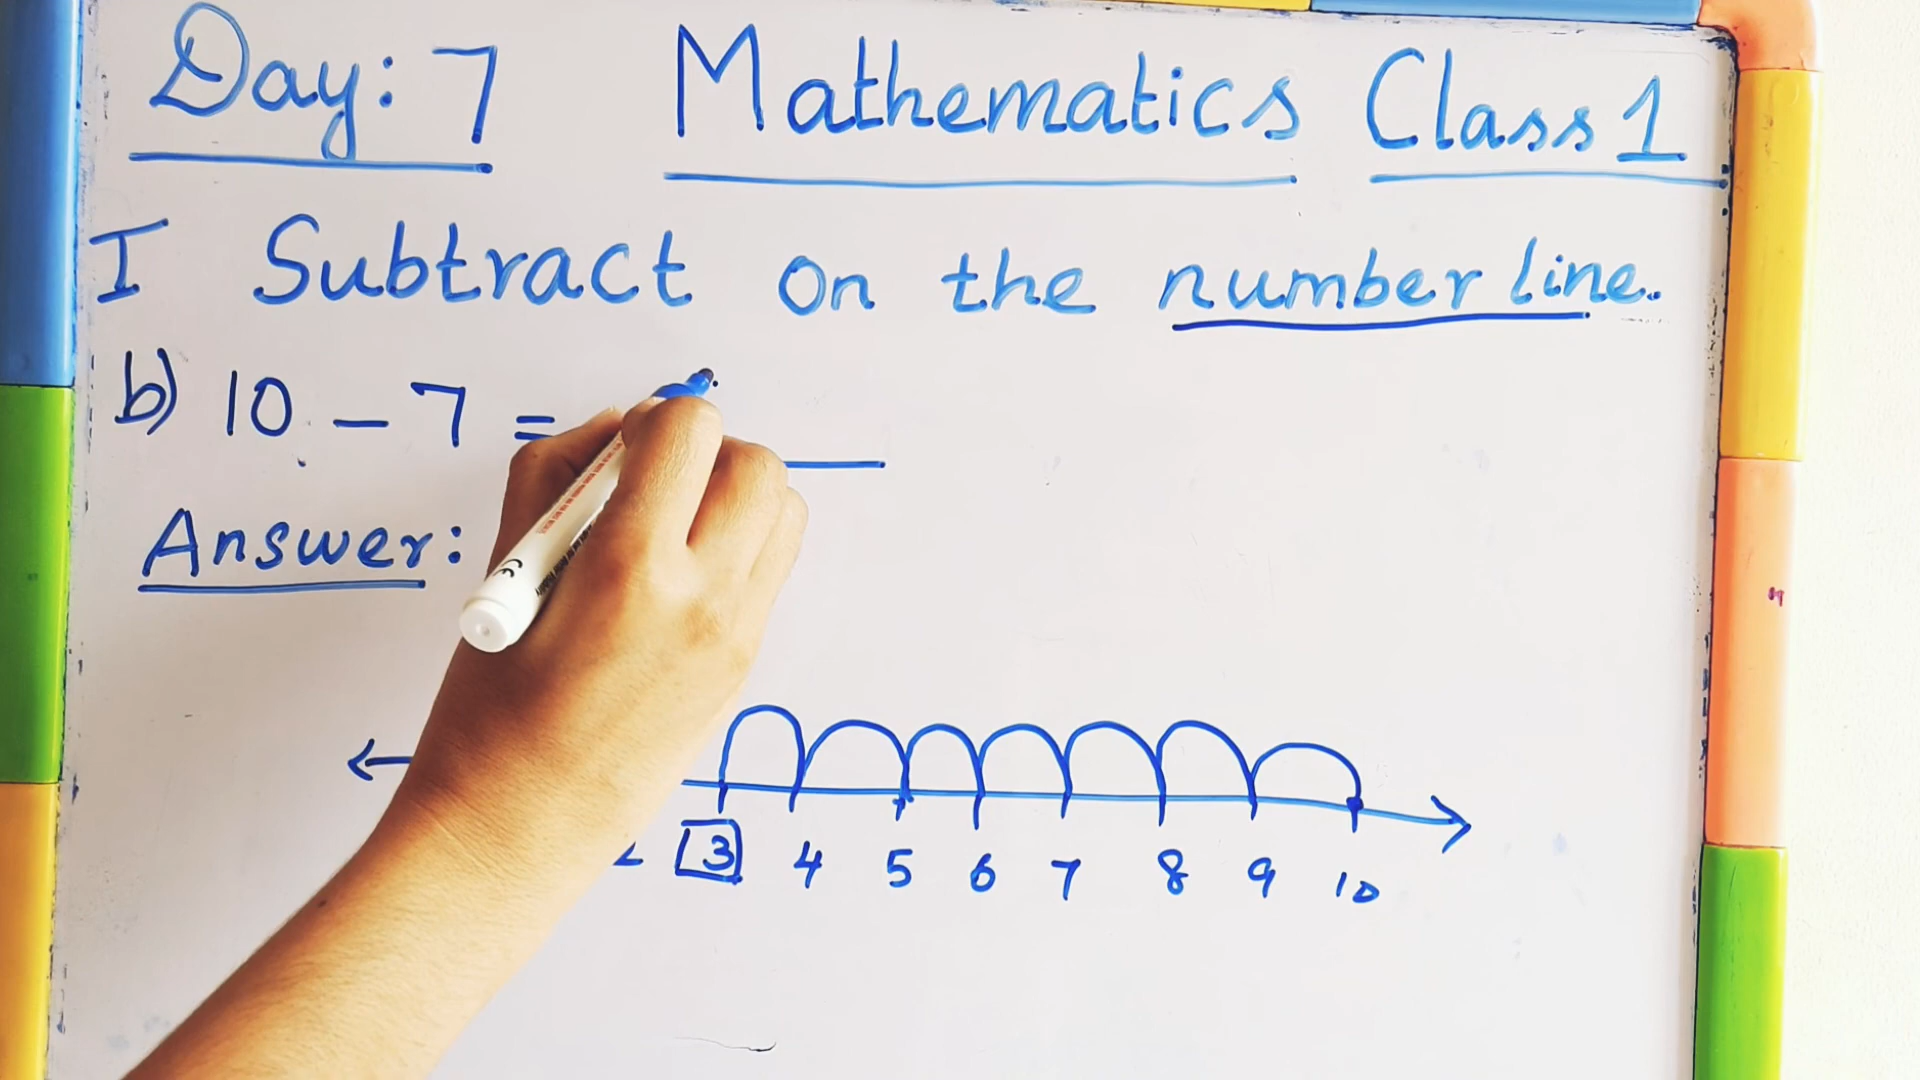 Day: 7 Mathematics Class 1
I Subtract on the number line.
b) 10 - 7 =
Answer:
3 4 5 6 7 8 9 10
CE